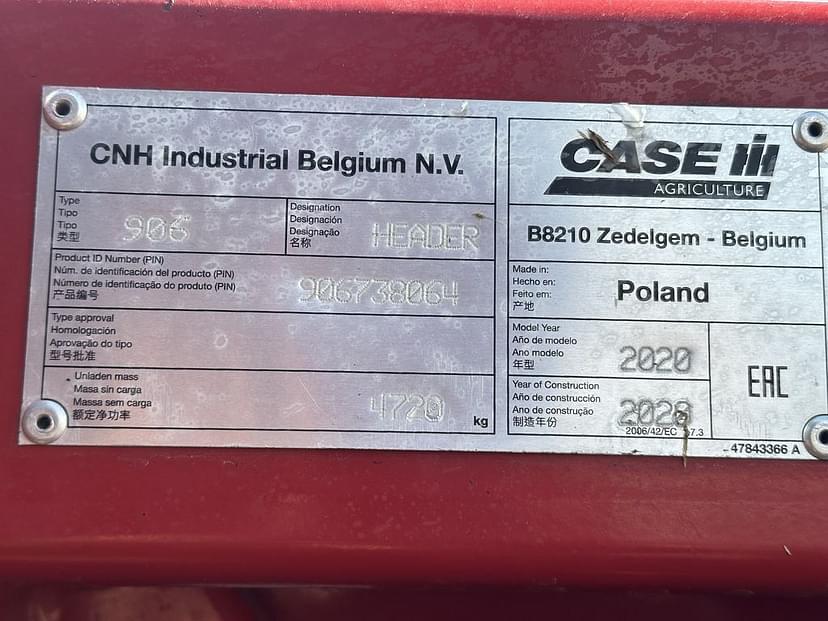 CNH Industrial Belgium N.V.
Type
Tipo
Tipo
类型
906
Designation
Designación
Designação
名称
HEADER
Product ID Number (PIN)
Núm. de identificación del producto (PIN)
Número de identificação do produto (PIN)
产品编号
906738064
Type approval
Homologación
Aprovação do tipo
型号批准
Unladen mass
Masa sin carga
Massa sem carga
额定净功率
4720
kg
CASE IH
AGRICULTURE
B8210 Zedelgem - Belgium
Made in:
Hecho en:
Feito em:
产地
Poland
Model Year
Año de modelo
Ano modelo
年型
2020
Year of Construction
Año de construcción
Ano de construção
制造年份
2020
2006/42/EC
EAC
47843366 A